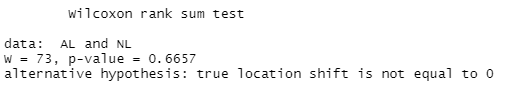 Wilcoxon rank sum test
data:  AL and NL
W = 73, p-value = 0.6657
alternative hypothesis: true location shift is not equal to 0